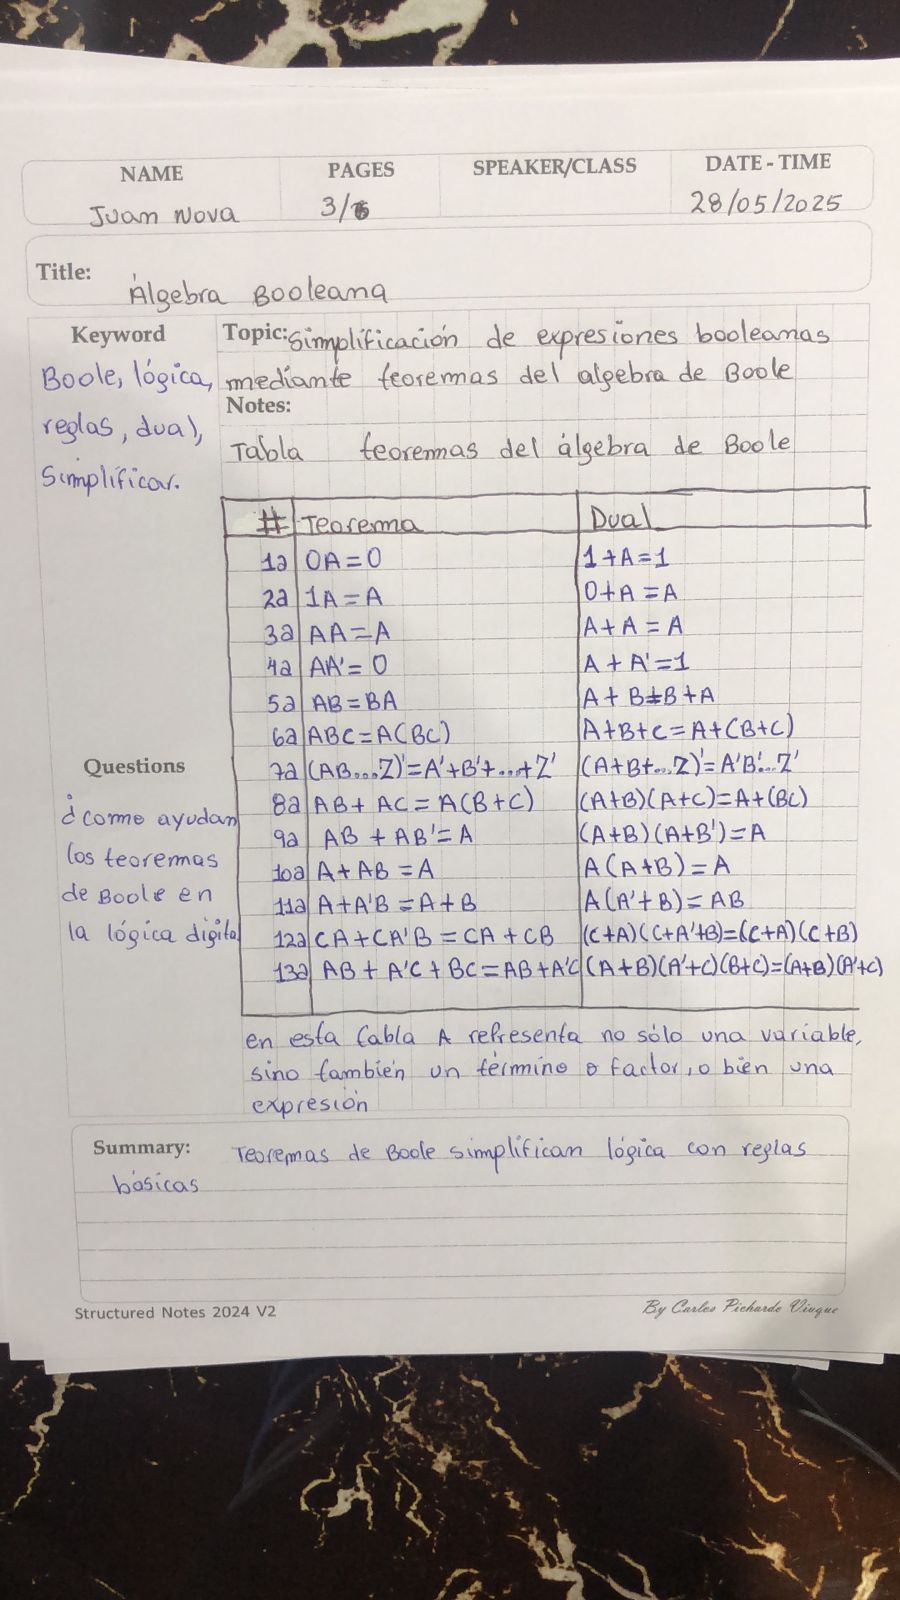 NAME PAGES SPEAKER/CLASS DATE - TIME
Juan Nova 3/6 28/05/2025
Title:
Álgebra Booleana
Keyword
Boole, lógica,
reglas, dual,
Simplificar.
Topic: Simplificación de expresiones booleanas
mediante teoremas del algebra de Boole
Notes:
Tabla teoremas del álgebra de Boole
# Teorema Dual
1a 0A=0 1+A=1
2a 1A=A 0+A=A
3a AA=A A+A=A
4a AA'=0 A+A'=1
5a AB=BA A+B=B+A
6a ABC=A(BC) A+B+C=A+(B+C)
7a (AB...Z)'=A'+B'+...+Z' (A+B+...Z)'=A'B'...Z'
8a AB+AC=A(B+C) (A+B)(A+C)=A+(BC)
9a AB+AB'=A (A+B)(A+B')=A
10a A+AB=A A(A+B)=A
11a A+A'B=A+B A(A'+B)=AB
12a CA+CA'B=CA+CB (C+A)(C+A'+B)=(C+A)(C+B)
13a AB+A'C+BC=AB+A'C (A+B)(A'+C)(B+C)=(A+B)(A'+C)
en esta tabla A representa no sólo una variable,
sino también un término o factor, o bien una
expresión
Questions
¿como ayudan
los teoremas
de Boole en
la lógica digital
Summary: Teoremas de Boole simplifican lógica con reglas
básicas
Structured Notes 2024 V2
By Carlos Pichardo Viuque